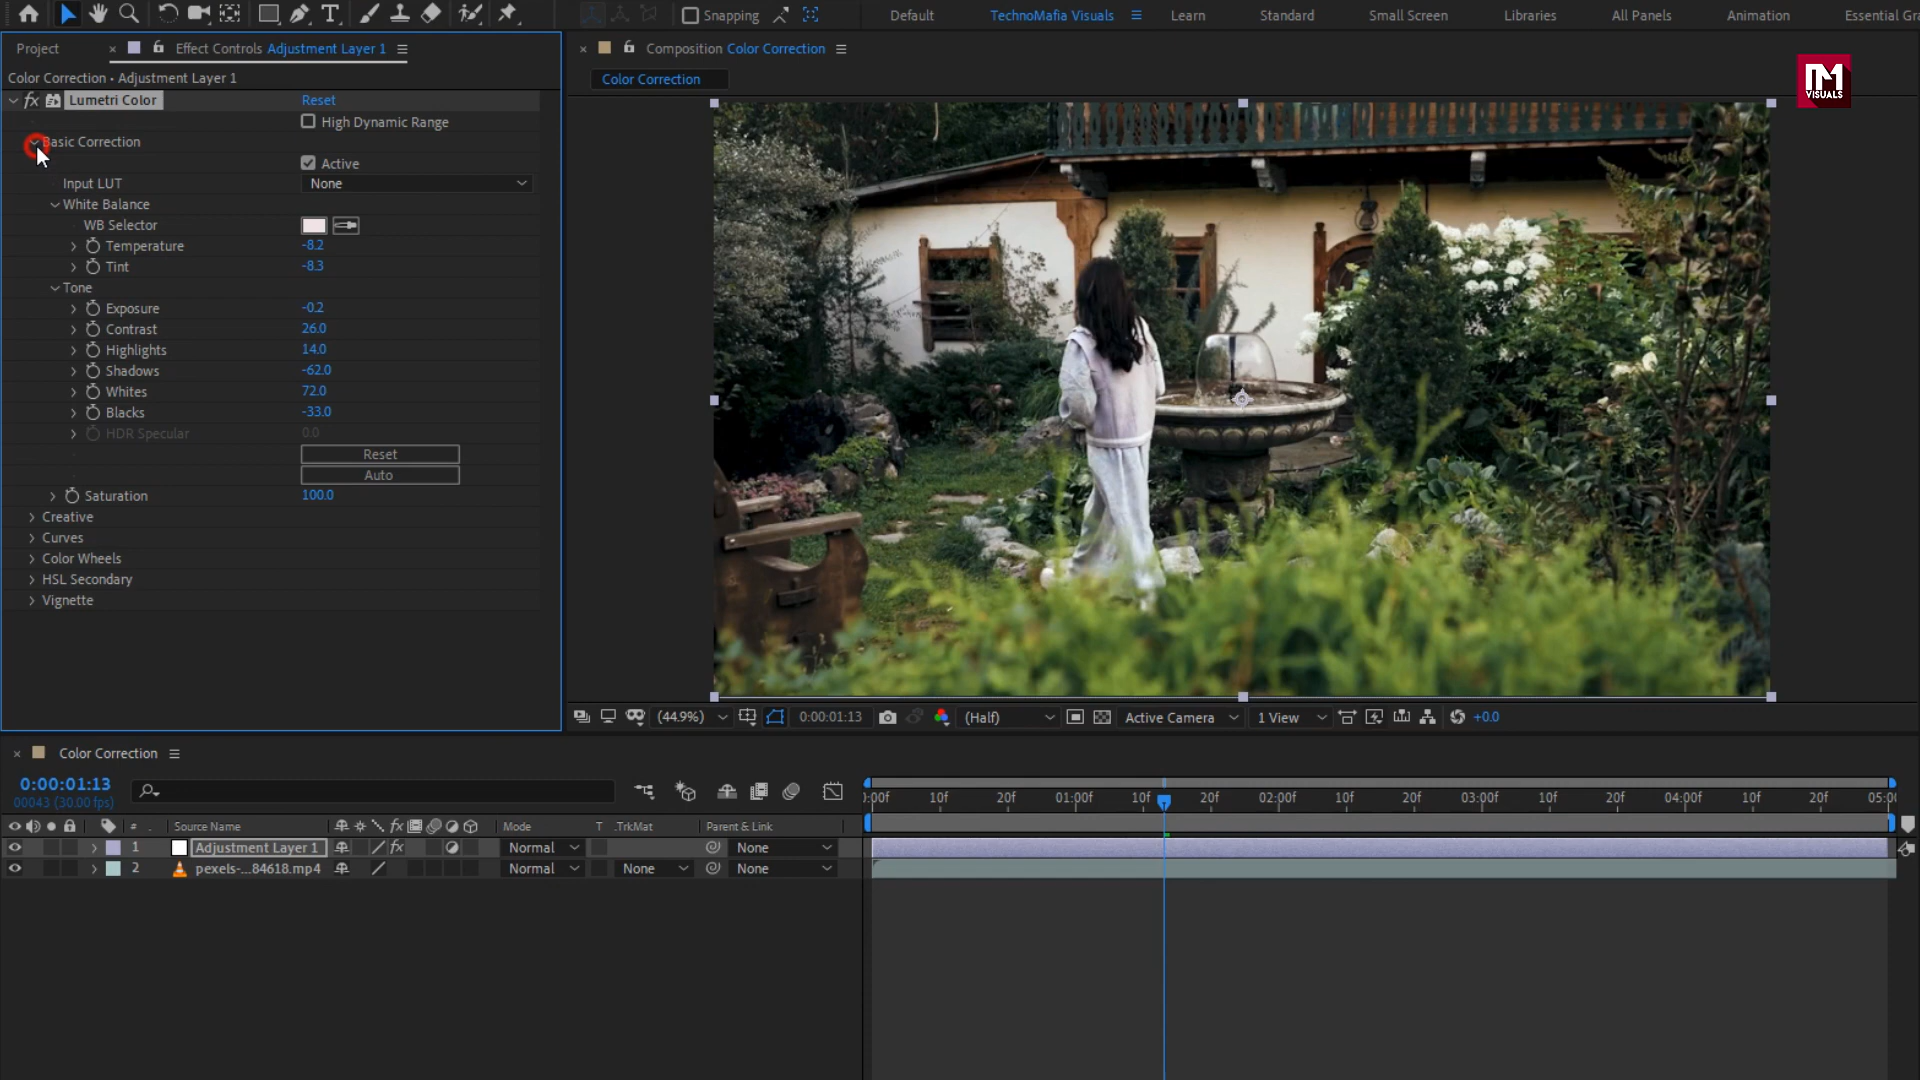 Snapping
Default
TechnoMafia Visuals
Learn
Standard
Small Screen
Libraries
All Panels
Animation
Essential Gra
Project
Effect Controls Adjustment Layer 1
Composition Color Correction
Color Correction • Adjustment Layer 1
Color Correction
VISUALS
fx Lumetri Color Reset
High Dynamic Range
Basic Correction
Active
Input LUT None
White Balance
WB Selector
Temperature -8.2
Tint -8.3
Tone
Exposure -0.2
Contrast 26.0
Highlights 14.0
Shadows -62.0
Whites 72.0
Blacks -33.0
HDR Specular 0.0
Reset
Auto
Saturation 100.0
Creative
Curves
Color Wheels
HSL Secondary
Vignette
(44.9%) 0:00:01:13 (Half) Active Camera 1 View +0.0
Color Correction
0:00:01:13
00043 (30.00 fps)
):00f 10f 20f 01:00f 10f 20f 02:00f 10f 20f 03:00f 10f 20f 04:00f 10f 20f 05:00
# . Source Name fx Mode T .TrkMat Parent & Link
1 Adjustment Layer 1 fx Normal None
2 pexels-...84618.mp4 Normal None None